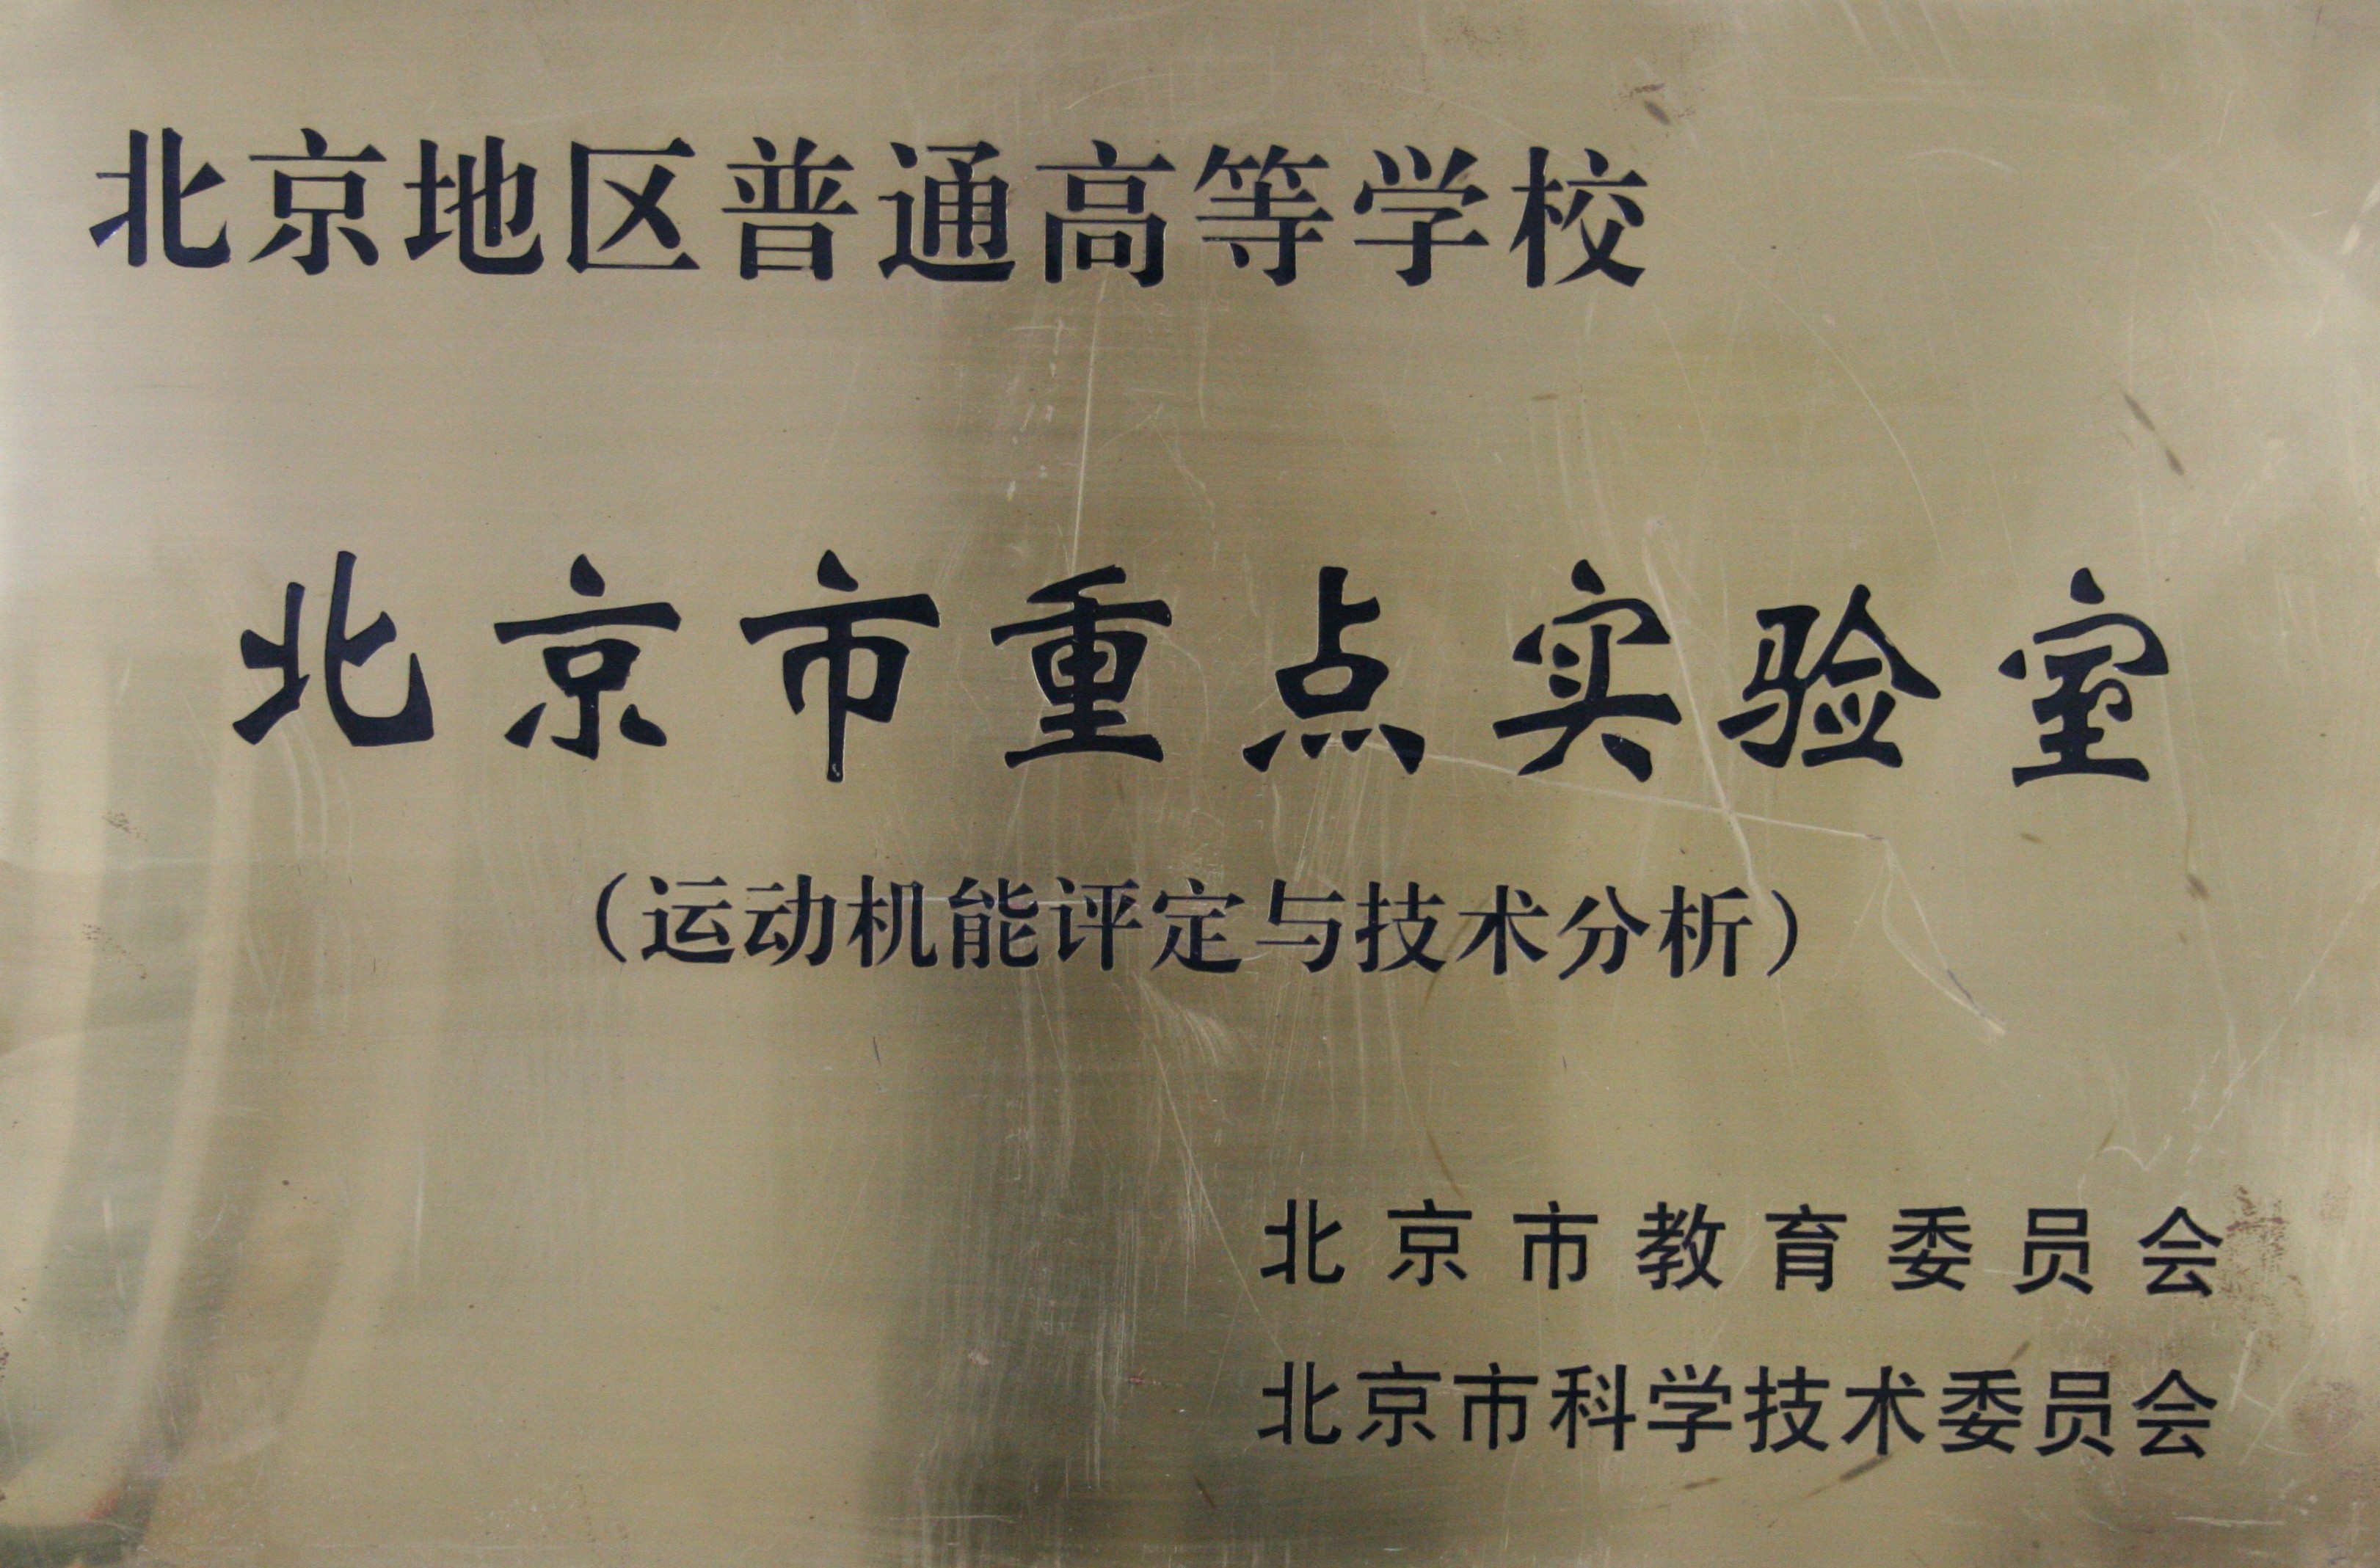 北京地区普通高等学校
北京市重点实验室
（运动机能评定与技术分析）
北京市教育委员会
北京市科学技术委员会